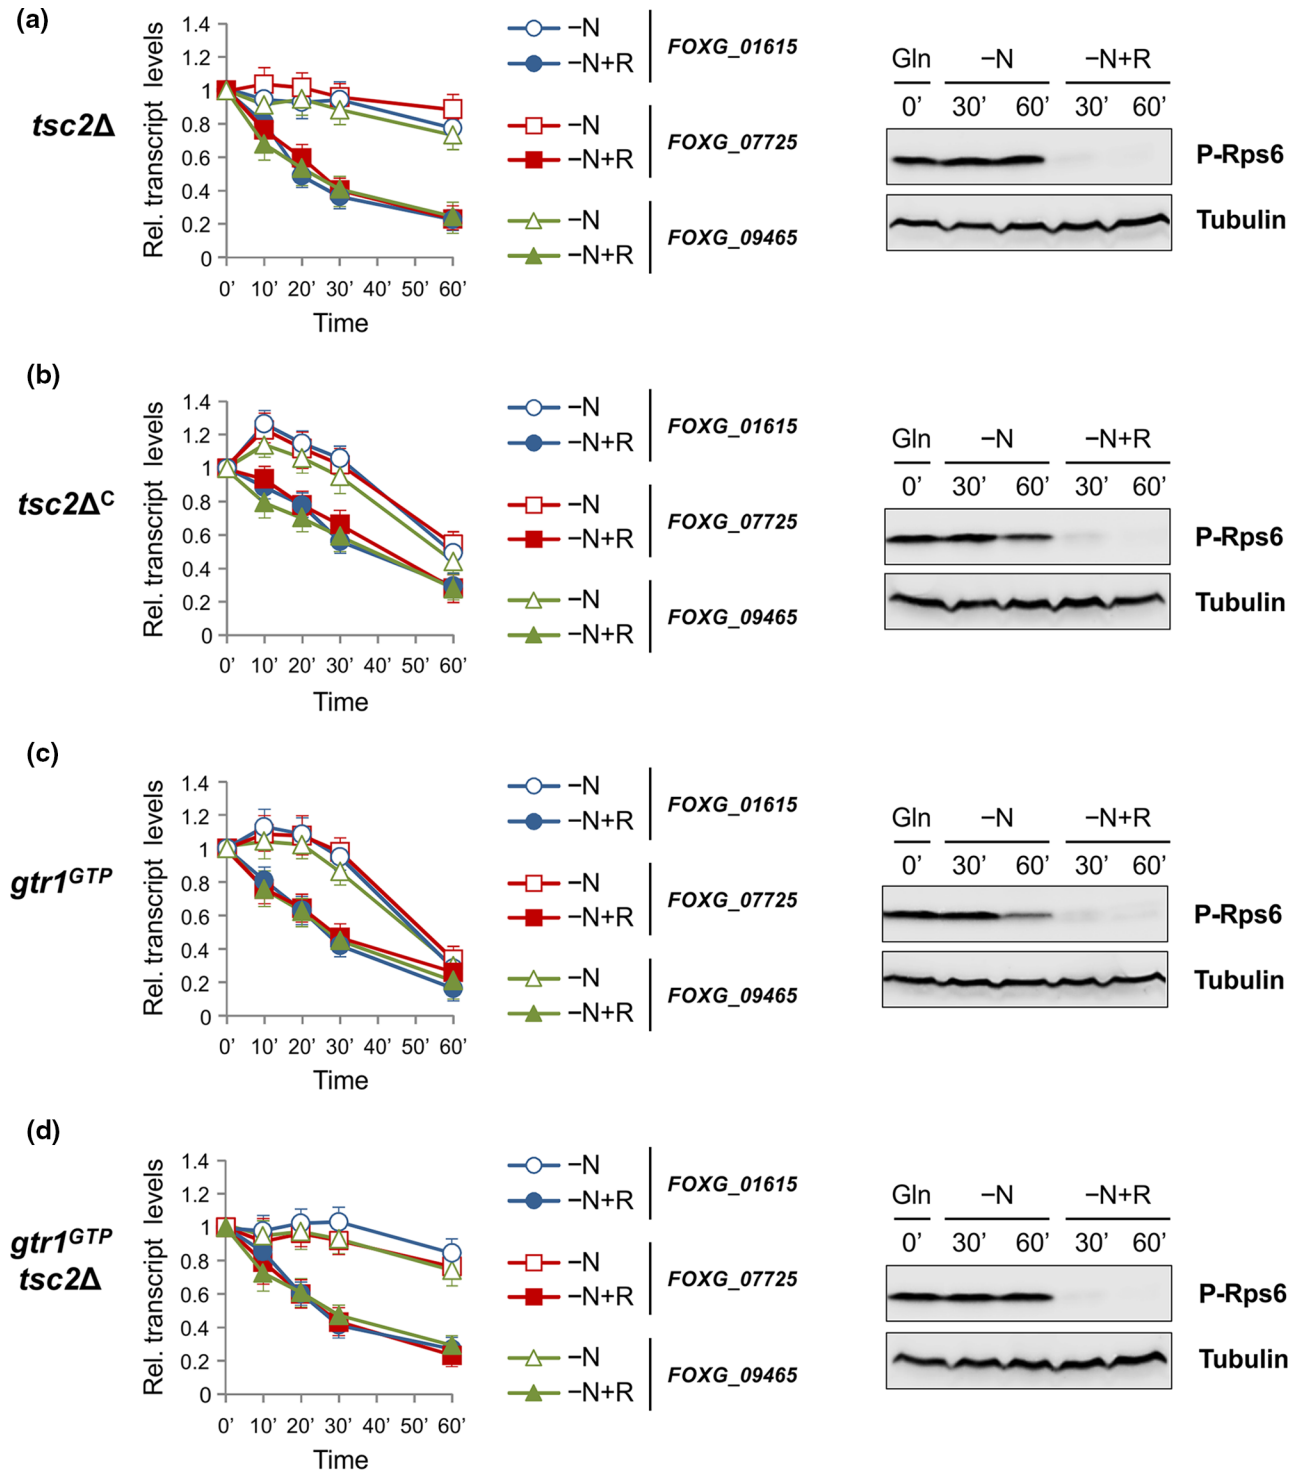 (a)
tsc2Δ
Rel. transcript levels
1.4
1.2
1
0.8
0.6
0.4
0.2
0
0’ 10’ 20’ 30’ 40’ 50’ 60’
Time
−N
−N+R
FOXG_01615
−N
−N+R
FOXG_07725
−N
−N+R
FOXG_09465
Gln −N −N+R
0’ 30’ 60’ 30’ 60’
P-Rps6
Tubulin
(b)
tsc2Δᶜ
Rel. transcript levels
1.4
1.2
1
0.8
0.6
0.4
0.2
0
0’ 10’ 20’ 30’ 40’ 50’ 60’
Time
−N
−N+R
FOXG_01615
−N
−N+R
FOXG_07725
−N
−N+R
FOXG_09465
Gln −N −N+R
0’ 30’ 60’ 30’ 60’
P-Rps6
Tubulin
(c)
gtr1GTP
Rel. transcript levels
1.4
1.2
1
0.8
0.6
0.4
0.2
0
0’ 10’ 20’ 30’ 40’ 50’ 60’
Time
−N
−N+R
FOXG_01615
−N
−N+R
FOXG_07725
−N
−N+R
FOXG_09465
Gln −N −N+R
0’ 30’ 60’ 30’ 60’
P-Rps6
Tubulin
(d)
gtr1GTP
tsc2Δ
Rel. transcript levels
1.4
1.2
1
0.8
0.6
0.4
0.2
0
0’ 10’ 20’ 30’ 40’ 50’ 60’
Time
−N
−N+R
FOXG_01615
−N
−N+R
FOXG_07725
−N
−N+R
FOXG_09465
Gln −N −N+R
0’ 30’ 60’ 30’ 60’
P-Rps6
Tubulin